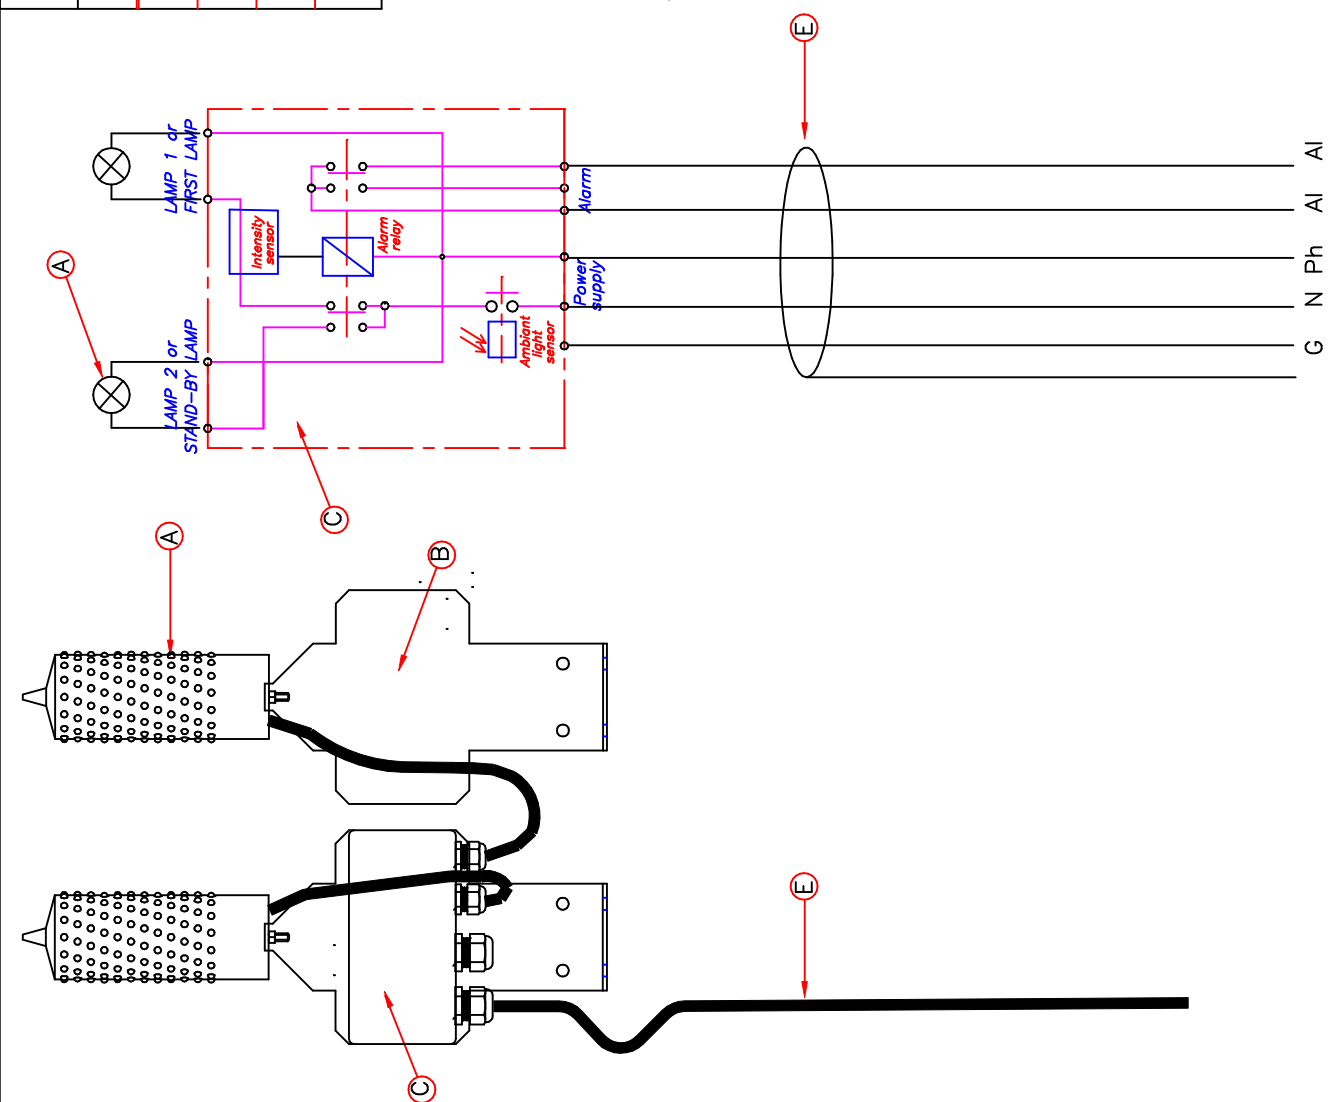 E
LAMP 1 or
FIRST LAMP
Intensity
sensor
Alarm
relay
Alarm
Al
Al
Ph
N
G
Power
supply
Ambiant
light
sensor
A
LAMP 2 or
STAND-BY LAMP
C
A
B
E
C